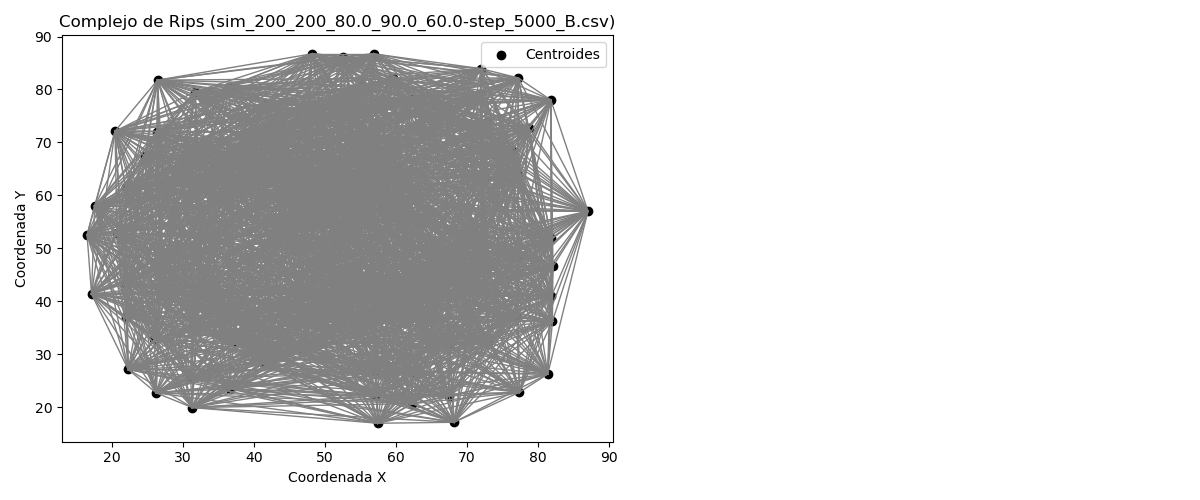 Complejo de Rips (sim_200_200_80.0_90.0_60.0-step_5000_B.csv)
Centroides
90
80
70
60
50
40
30
20
Coordenada Y
20 30 40 50 60 70 80 90
Coordenada X